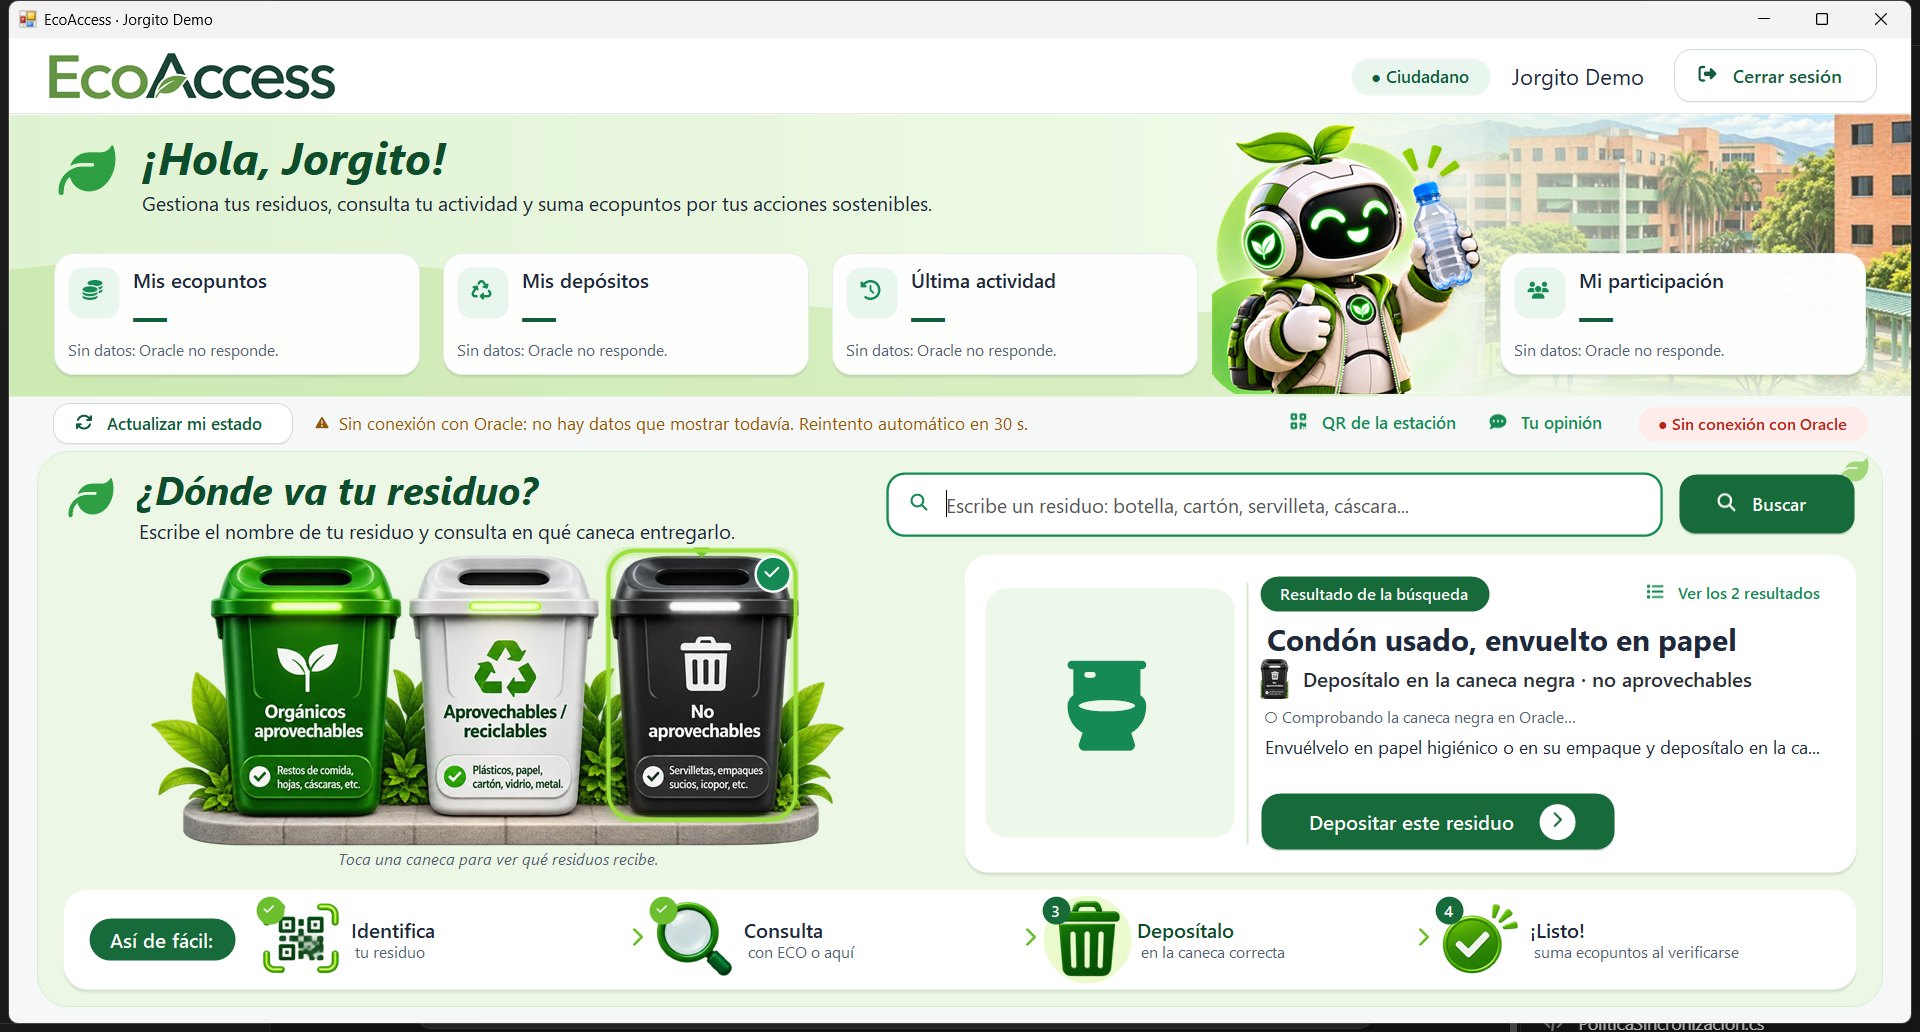 EcoAccess · Jorgito Demo
EcoAccess
● Ciudadano
Jorgito Demo
Cerrar sesión
¡Hola, Jorgito!
Gestiona tus residuos, consulta tu actividad y suma ecopuntos por tus acciones sostenibles.
Mis ecopuntos
Sin datos: Oracle no responde.
Mis depósitos
Sin datos: Oracle no responde.
Última actividad
Sin datos: Oracle no responde.
Mi participación
Sin datos: Oracle no responde.
Actualizar mi estado
Sin conexión con Oracle: no hay datos que mostrar todavía. Reintento automático en 30 s.
QR de la estación
Tu opinión
● Sin conexión con Oracle
¿Dónde va tu residuo?
Escribe el nombre de tu residuo y consulta en qué caneca entregarlo.
Escribe un residuo: botella, cartón, servilleta, cáscara...
Buscar
Orgánicos
aprovechables
Restos de comida,
hojas, cáscaras, etc.
Aprovechables /
reciclables
Plásticos, papel,
cartón, vidrio, metal.
No
aprovechables
Servilletas, empaques
sucios, icopor, etc.
Toca una caneca para ver qué residuos recibe.
Resultado de la búsqueda
Ver los 2 resultados
Condón usado, envuelto en papel
Deposítalo en la caneca negra · no aprovechables
○ Comprobando la caneca negra en Oracle...
Envuélvelo en papel higiénico o en su empaque y deposítalo en la ca...
Depositar este residuo
Así de fácil:
Identifica
tu residuo
Consulta
con ECO o aquí
3
Deposítalo
en la caneca correcta
4
¡Listo!
suma ecopuntos al verificarse
PoliticaSincronizacion.cs